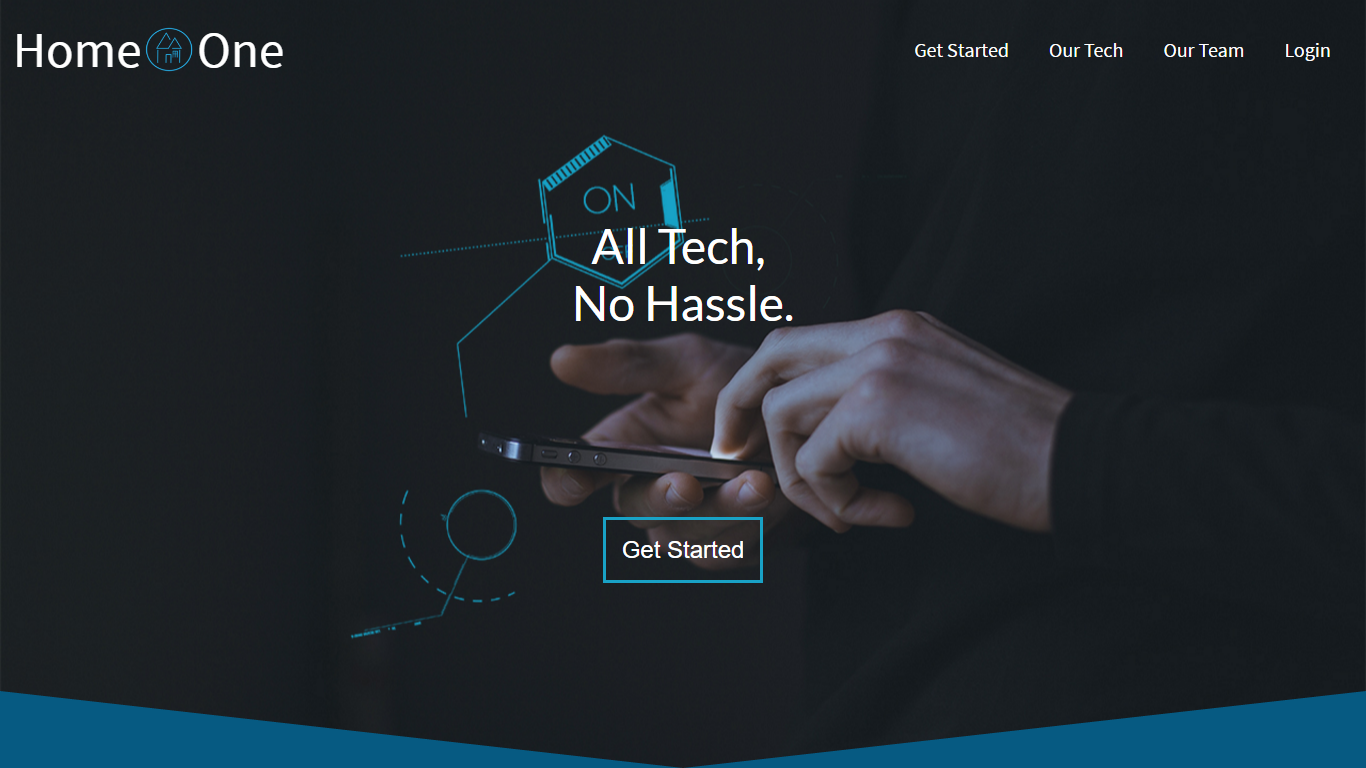 Home One
Get Started
Our Tech
Our Team
Login
ON
All Tech,
No Hassle.
Get Started